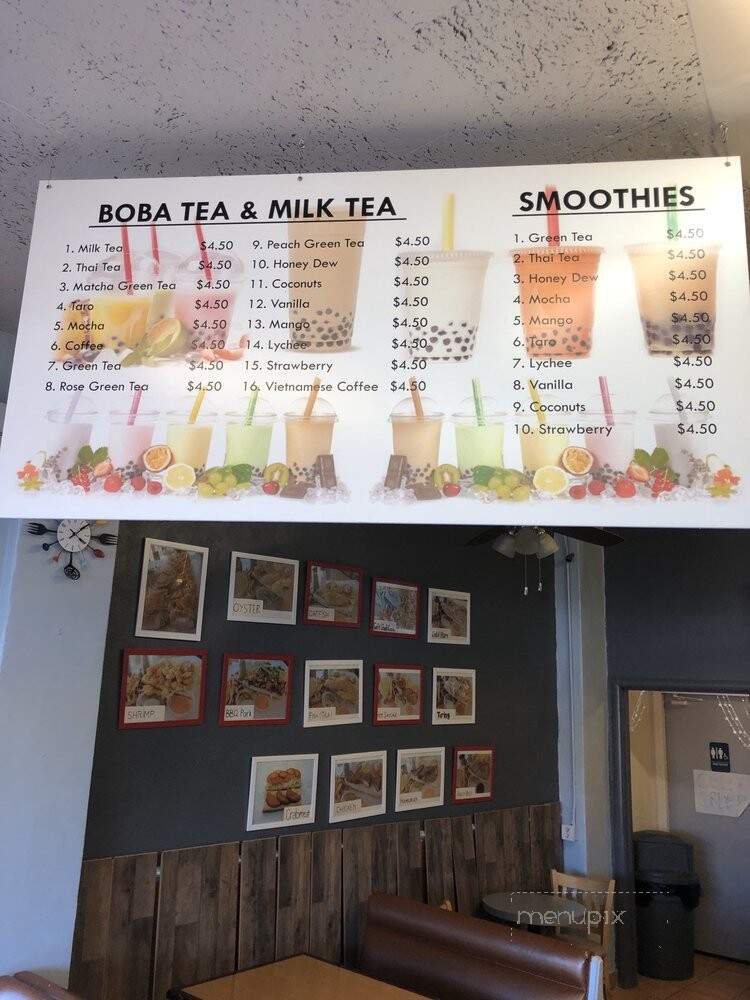 BOBA TEA & MILK TEA
1. Milk Tea $4.50
2. Thai Tea $4.50
3. Matcha Green Tea $4.50
4. Taro $4.50
5. Mocha $4.50
6. Coffee $4.50
7. Green Tea $4.50
8. Rose Green Tea $4.50
9. Peach Green Tea $4.50
10. Honey Dew $4.50
11. Coconuts $4.50
12. Vanilla $4.50
13. Mango $4.50
14. Lychee $4.50
15. Strawberry $4.50
16. Vietnamese Coffee $4.50
SMOOTHIES
1. Green Tea $4.50
2. Thai Tea $4.50
3. Honey Dew $4.50
4. Mocha $4.50
5. Mango $4.50
6. Taro $4.50
7. Lychee $4.50
8. Vanilla $4.50
9. Coconuts $4.50
10. Strawberry $4.50
OYSTER
CATFISH
SHRIMP
BBQ Pork
Crabmeat
CHICKEN
menupix